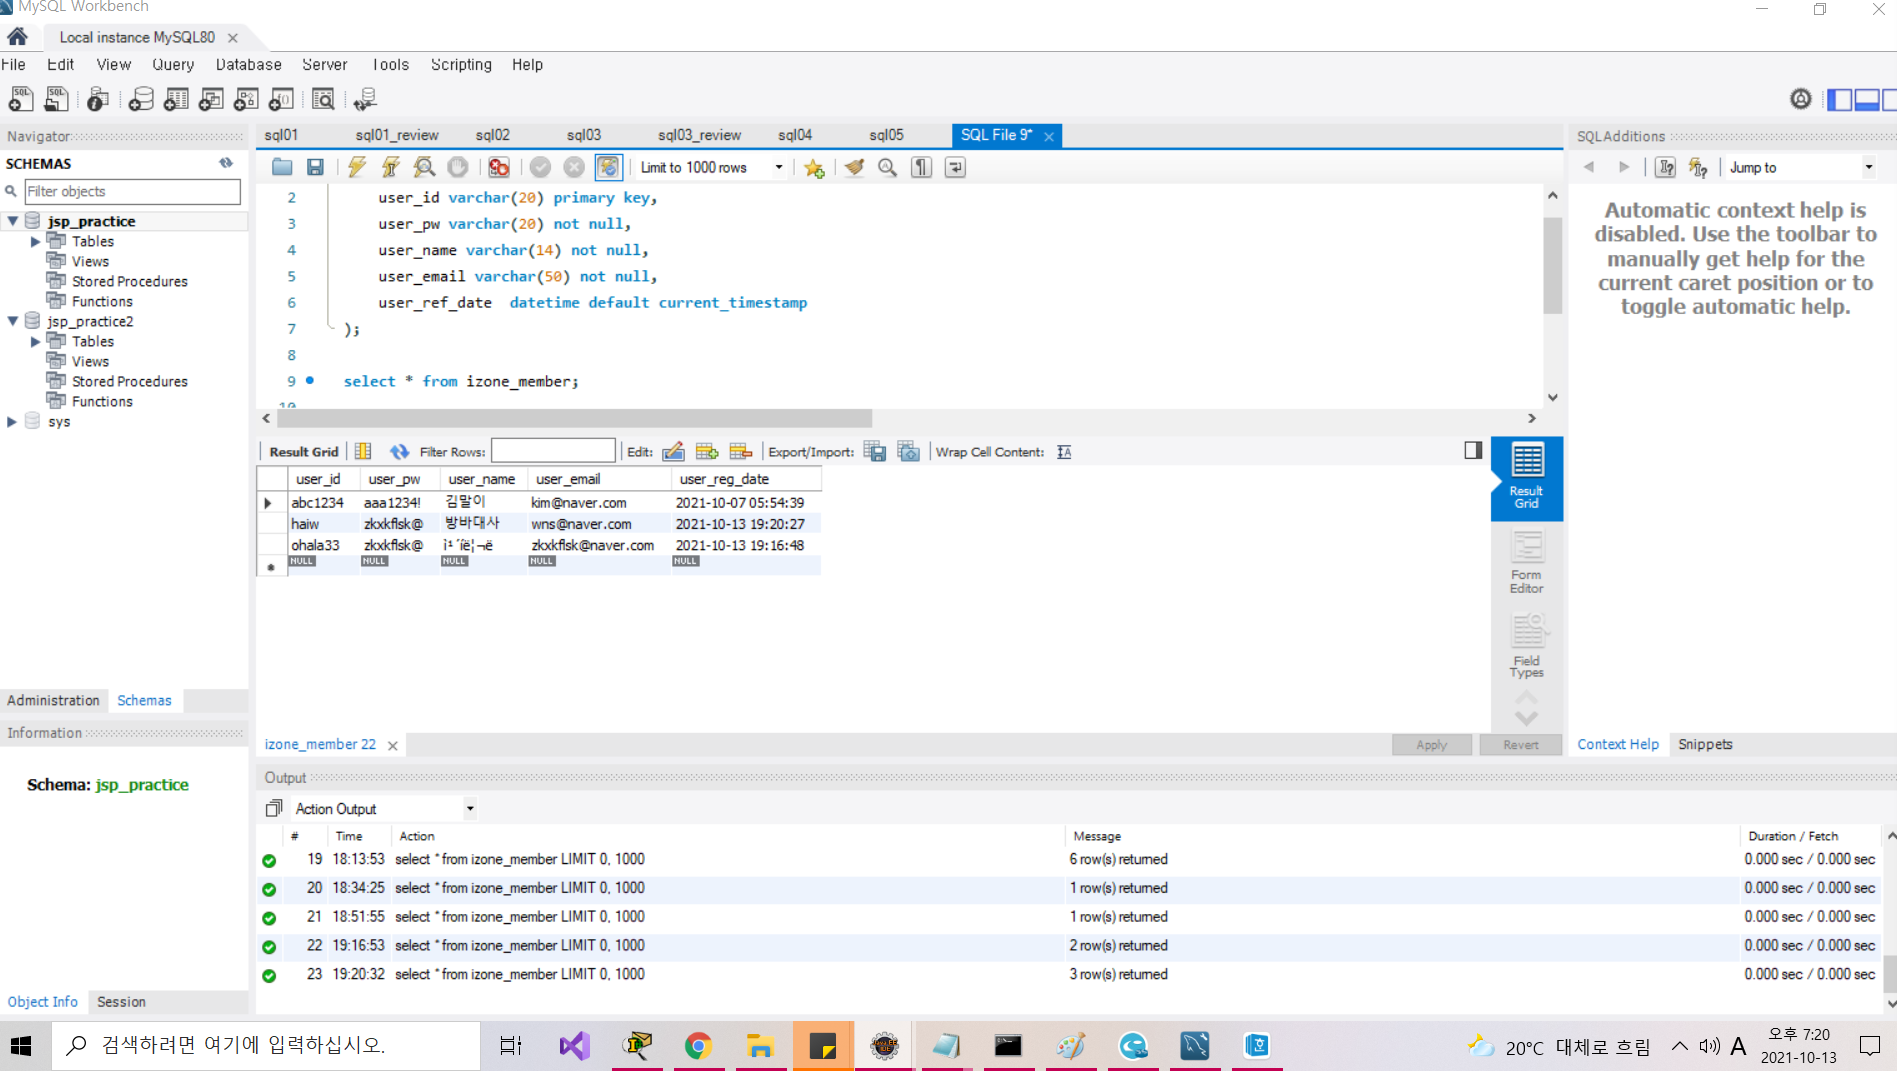 MySQL Workbench
Local instance MySQL80
File Edit View Query Database Server Tools Scripting Help
Navigator
SCHEMAS
Filter objects
jsp_practice
Tables
Views
Stored Procedures
Functions
jsp_practice2
Tables
Views
Stored Procedures
Functions
sys
Administration Schemas
Information
Schema: jsp_practice
Object Info Session
sql01 sql01_review sql02 sql03 sql03_review sql04 sql05 SQL File 9*
Limit to 1000 rows
2 user_id varchar(20) primary key,
3 user_pw varchar(20) not null,
4 user_name varchar(14) not null,
5 user_email varchar(50) not null,
6 user_ref_date datetime default current_timestamp
7 );
8
9 select * from izone_member;
10
Result Grid Filter Rows: Edit: Export/Import: Wrap Cell Content:
user_id user_pw user_name user_email user_reg_date
abc1234 aaa1234! 김말이 kim@naver.com 2021-10-07 05:54:39
haiw zkxkflsk@ 방바대사 wns@naver.com 2021-10-13 19:20:27
ohala33 zkxkflsk@ zkxkflsk@naver.com 2021-10-13 19:16:48
NULL NULL NULL NULL NULL
Result Grid
Form Editor
Field Types
izone_member 22
Apply Revert
SQLAdditions
Jump to
Automatic context help is
disabled. Use the toolbar to
manually get help for the
current caret position or to
toggle automatic help.
Context Help Snippets
Output
Action Output
# Time Action Message Duration / Fetch
19 18:13:53 select * from izone_member LIMIT 0, 1000 6 row(s) returned 0.000 sec / 0.000 sec
20 18:34:25 select * from izone_member LIMIT 0, 1000 1 row(s) returned 0.000 sec / 0.000 sec
21 18:51:55 select * from izone_member LIMIT 0, 1000 1 row(s) returned 0.000 sec / 0.000 sec
22 19:16:53 select * from izone_member LIMIT 0, 1000 2 row(s) returned 0.000 sec / 0.000 sec
23 19:20:32 select * from izone_member LIMIT 0, 1000 3 row(s) returned 0.000 sec / 0.000 sec
검색하려면 여기에 입력하십시오.
20°C 대체로 흐림
A
오후 7:20
2021-10-13